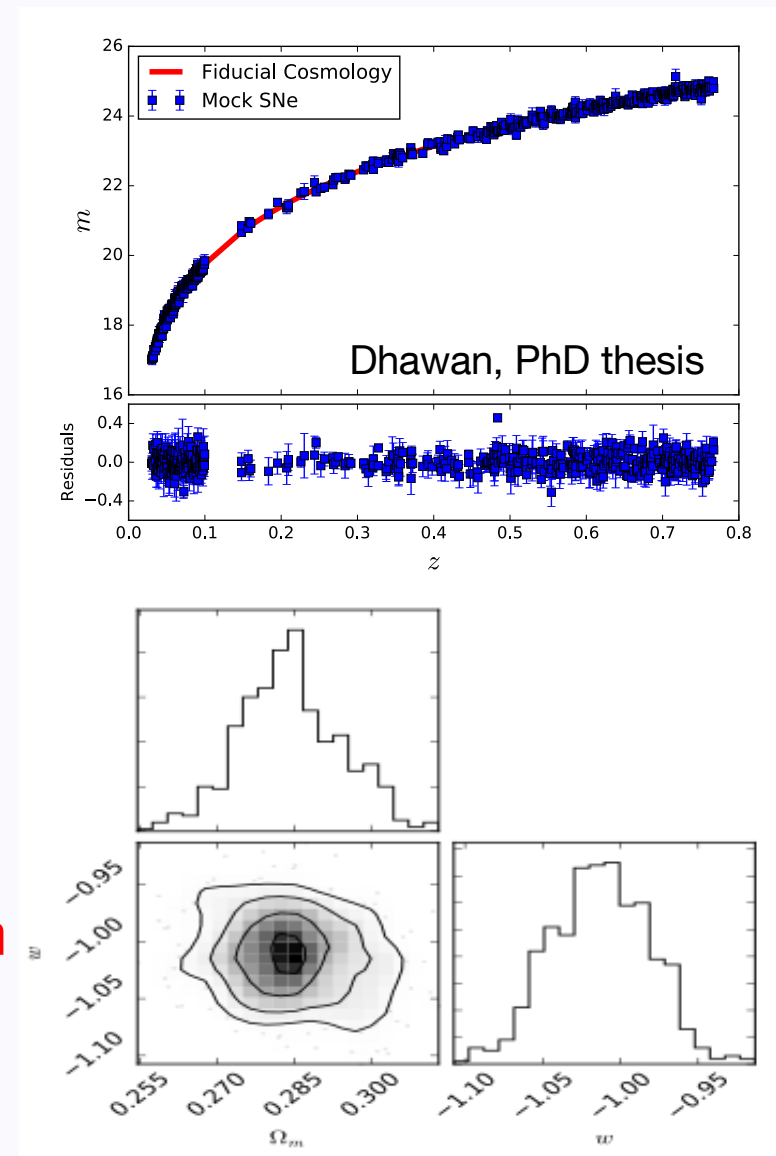 26
24
22
20
18
16
m
Fiducial Cosmology
Mock SNe
Dhawan, PhD thesis
0.4
0.0
−0.4
Residuals
0.0 0.1 0.2 0.3 0.4 0.5 0.6 0.7 0.8
z
−0.95
−1.00
−1.05
−1.10
w
0.255 0.270 0.285 0.300
Ωm
−1.10 −1.05 −1.00 −0.95
w